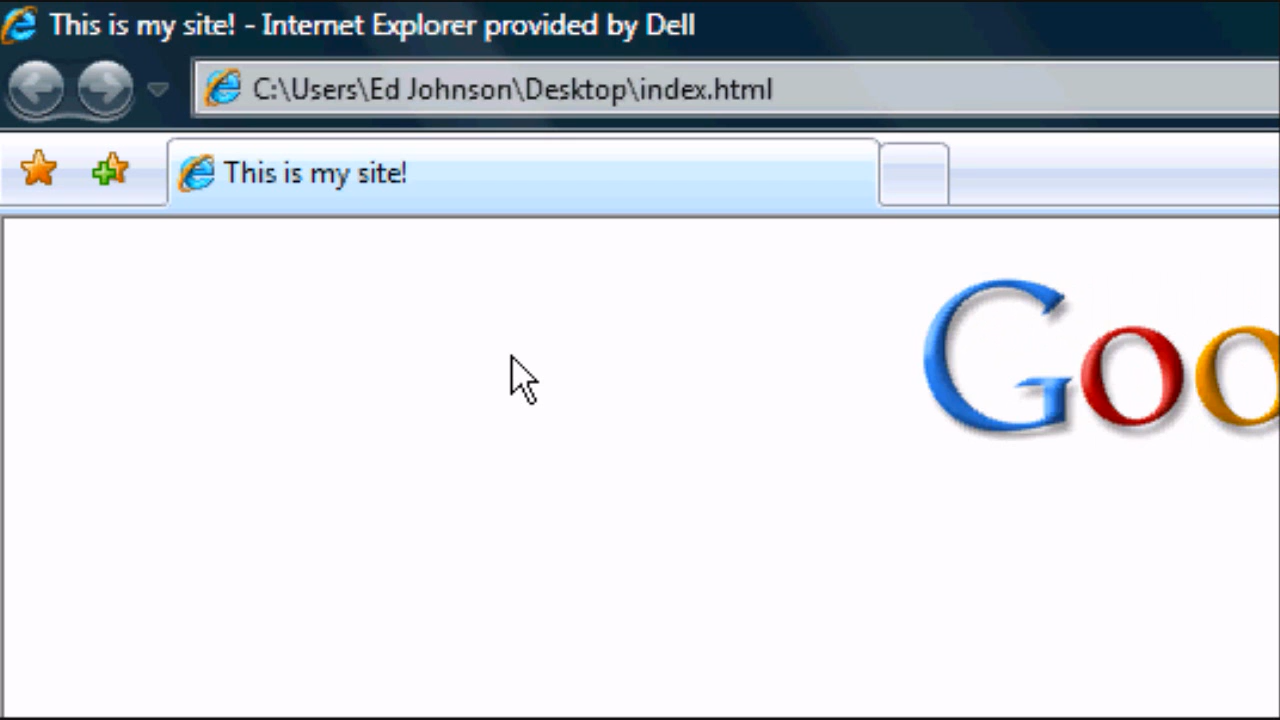 This is my site! - Internet Explorer provided by Dell
C:\Users\Ed Johnson\Desktop\index.html
This is my site!
Goo